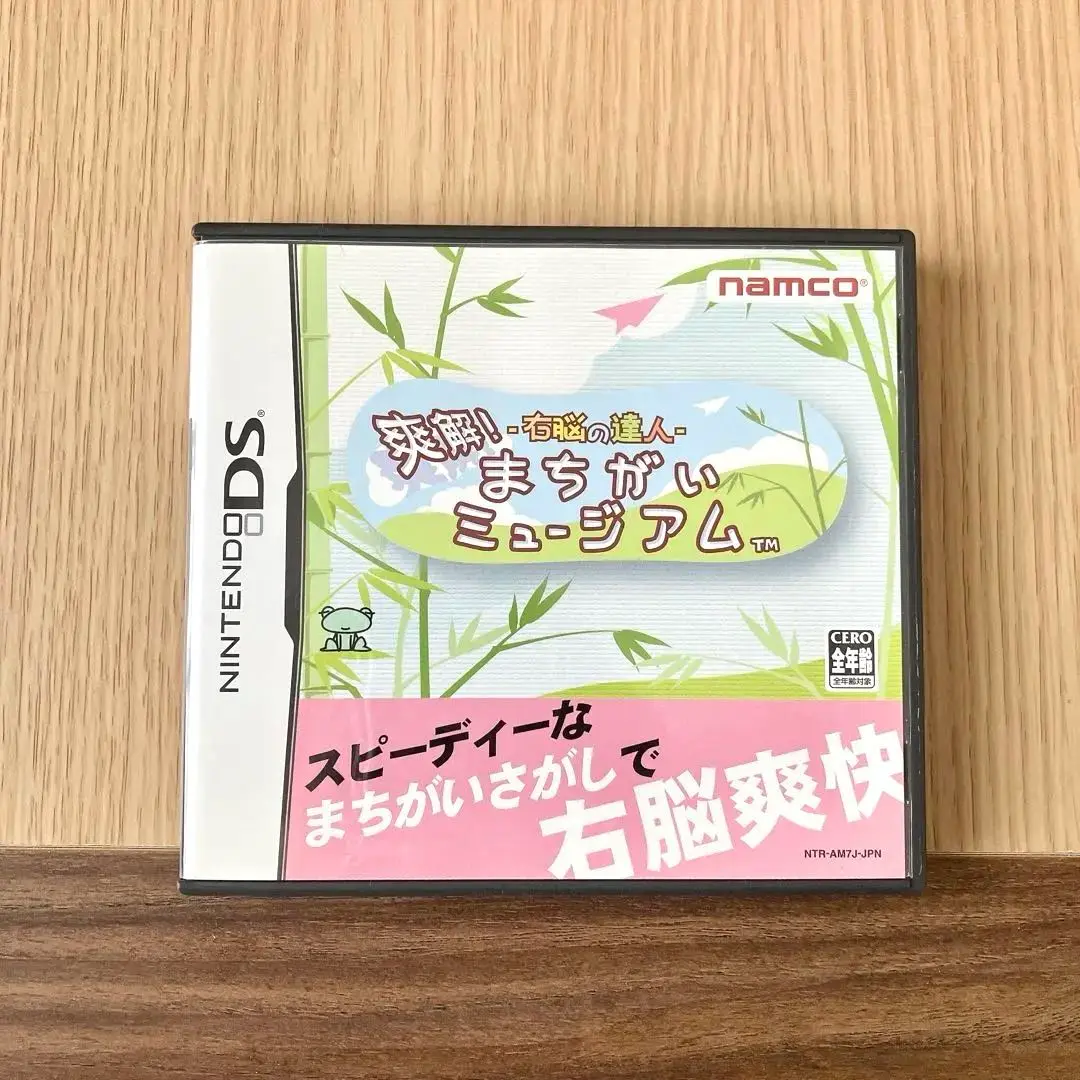 NINTENDO DS®
namco®
爽解！-右脳の達人-
まちがい
ミュージアム™
CERO
全年齢
全年齢対象
スピーディーな
まちがいさがしで
右脳爽快
NTR-AM7J-JPN